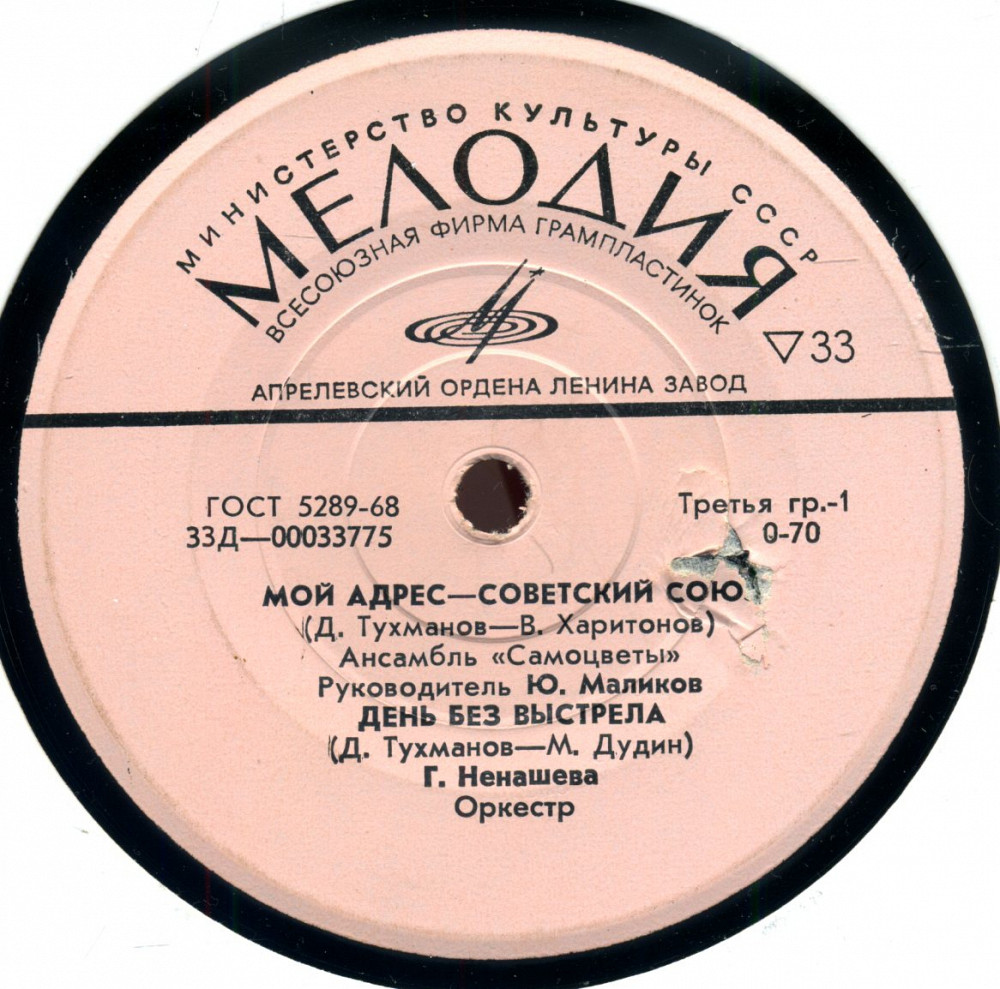 МИНИСТЕРСТВО КУЛЬТУРЫ СССР
МЕЛОДИЯ
ВСЕСОЮЗНАЯ ФИРМА ГРАМПЛАСТИНОК
▽33
АПРЕЛЕВСКИЙ ОРДЕНА ЛЕНИНА ЗАВОД
ГОСТ 5289-68 Третья гр.-1
33Д—00033775 0-70
МОЙ АДРЕС—СОВЕТСКИЙ СОЮ
(Д. Тухманов—В. Харитонов)
Ансамбль «Самоцветы»
Руководитель Ю. Маликов
ДЕНЬ БЕЗ ВЫСТРЕЛА
(Д. Тухманов—М. Дудин)
Г. Ненашева
Оркестр